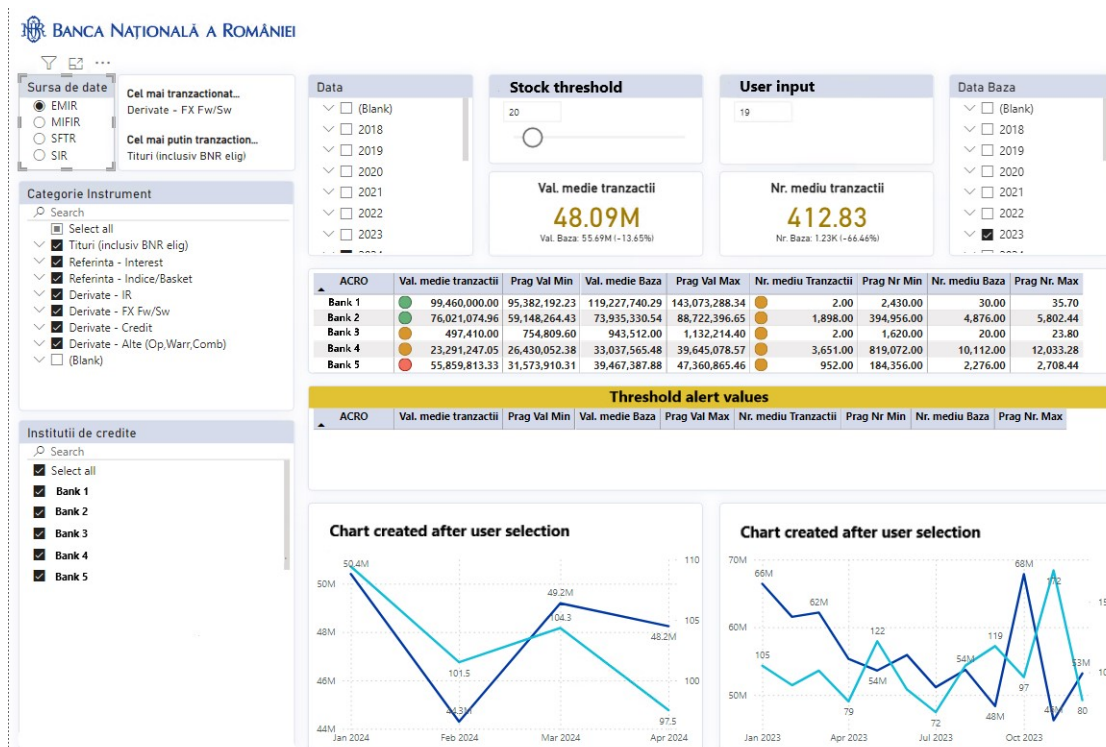 BANCA NAȚIONALĂ A ROMÂNIEI
Sursa de date
EMIR
MIFIR
SFTR
SIR
Cel mai tranzactionat...
Derivate - FX Fw/Sw
Cel mai putin tranzaction...
Tituri (inclusiv BNR elig)
Data
(Blank)
2018
2019
2020
2021
2022
2023
Stock threshold
20
User input
19
Data Baza
(Blank)
2018
2019
2020
2021
2022
2023
Val. medie tranzactii
48.09M
Val. Baza: 55.69M (-13.65%)
Nr. mediu tranzactii
412.83
Nr. Baza: 1.23K (-66.46%)
Categorie Instrument
Search
Select all
Tituri (inclusiv BNR elig)
Referinta - Interest
Referinta - Indice/Basket
Derivate - IR
Derivate - FX Fw/Sw
Derivate - Credit
Derivate - Alte (Op,Warr,Comb)
(Blank)
ACRO Val. medie tranzactii Prag Val Min Val. medie Baza Prag Val Max Nr. mediu Tranzactii Prag Nr Min Nr. mediu Baza Prag Nr. Max
Bank 1 99,460,000.00 95,382,192.23 119,227,740.29 143,073,288.34 2.00 2,430.00 30.00 35.70
Bank 2 76,021,074.96 59,148,264.43 73,935,330.54 88,722,396.65 1,898.00 394,956.00 4,876.00 5,802.44
Bank 3 497,410.00 754,809.60 943,512.00 1,132,214.40 2.00 1,620.00 20.00 23.80
Bank 4 23,291,247.05 26,430,052.38 33,037,565.48 39,645,078.57 3,651.00 819,072.00 10,112.00 12,033.28
Bank 5 55,859,813.33 31,573,910.31 39,467,387.88 47,360,865.46 952.00 184,356.00 2,276.00 2,708.44
Threshold alert values
ACRO Val. medie tranzactii Prag Val Min Val. medie Baza Prag Val Max Nr. mediu Tranzactii Prag Nr Min Nr. mediu Baza Prag Nr. Max
Institutii de credite
Search
Select all
Bank 1
Bank 2
Bank 3
Bank 4
Bank 5
Chart created after user selection
110
50.4M
50M
49.2M
105
104.3
48M
48.2M
101.5
100
46M
44.3M
97.5
44M
Jan 2024 Feb 2024 Mar 2024 Apr 2024
Chart created after user selection
70M
66M
68M
172
62M
60M
122
119
105
54M
54M
97
53M
50M
79
72
48M
80
Jan 2023 Apr 2023 Jul 2023 Oct 2023